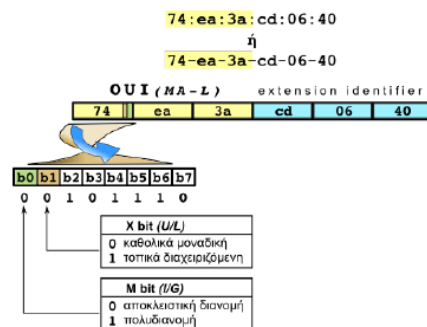 74:ea:3a:cd:06:40
ή
74-ea-3a-cd-06-40
OUI (MA-L) extension identifier
74 ea 3a cd 06 40
b0 b1 b2 b3 b4 b5 b6 b7
0 0 1 0 1 1 1 0
X bit (U/L)
0 καθολικά μοναδική
1 τοπικά διαχειριζόμενη
M bit (I/G)
0 αποκλειστική διανομή
1 πολυδιανομή